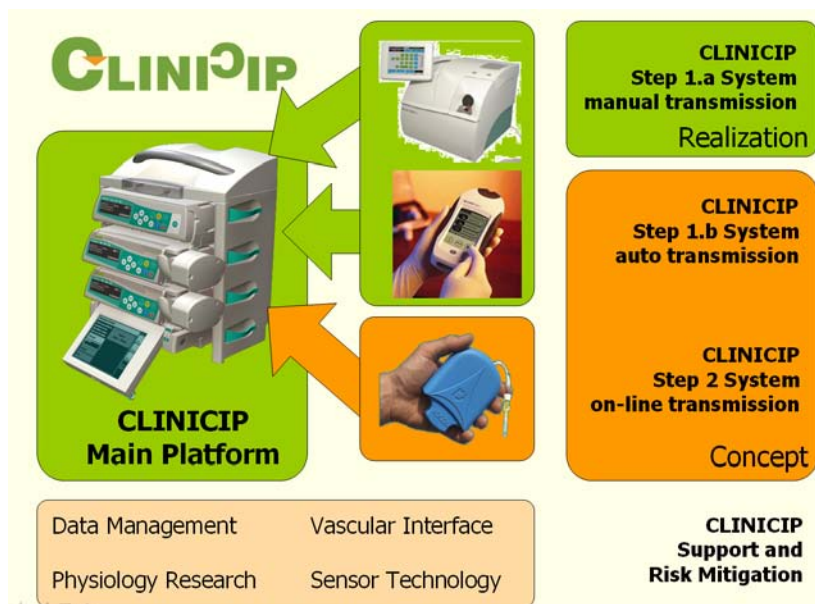 CLINICIP
CLINICIP
Step 1.a System
manual transmission
Realization
CLINICIP
Step 1.b System
auto transmission
CLINICIP
Step 2 System
on-line transmission
Concept
CLINICIP
Main Platform
Data Management
Vascular Interface
Physiology Research
Sensor Technology
CLINICIP
Support and
Risk Mitigation